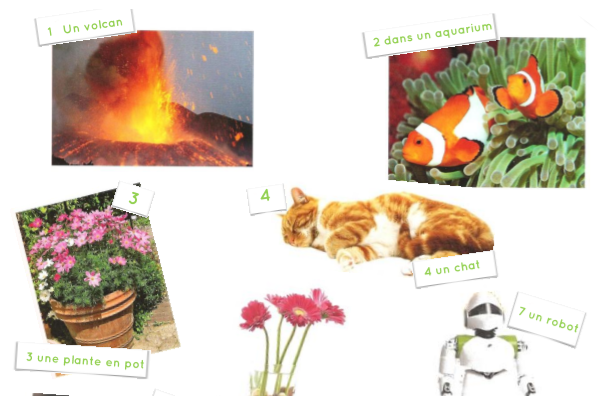 1 Un volcan
2 dans un aquarium
3
4
4 un chat
7 un robot
3 une plante en pot